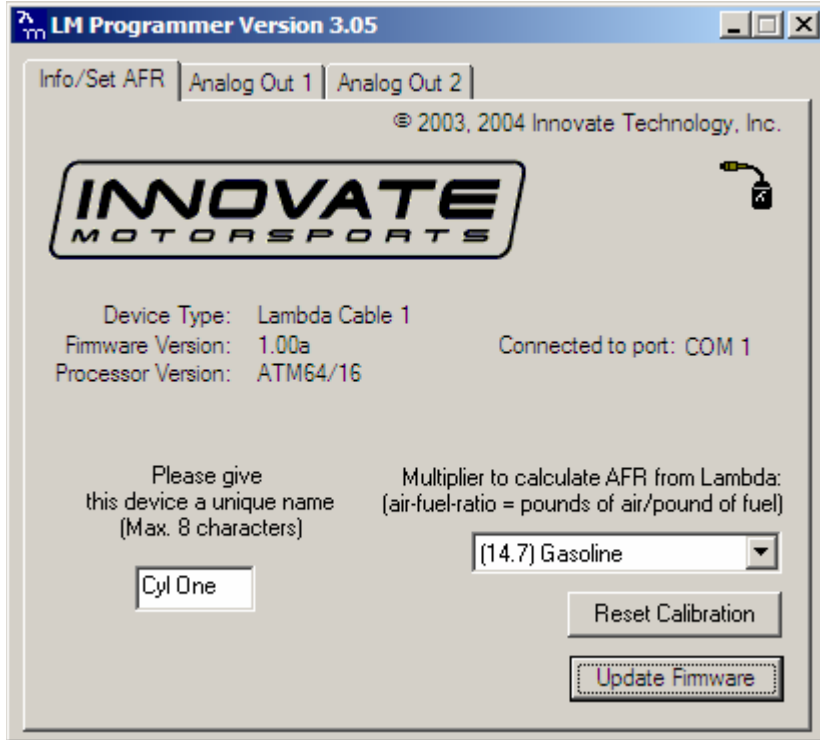 LM Programmer Version 3.05
Info/Set AFR
Analog Out 1
Analog Out 2
© 2003, 2004 Innovate Technology, Inc.
INNOVATE
MOTORSPORTS
Device Type: Lambda Cable 1
Firmware Version: 1.00a
Connected to port: COM 1
Processor Version: ATM64/16
Please give
this device a unique name
(Max. 8 characters)
Cyl One
Multiplier to calculate AFR from Lambda:
(air-fuel-ratio = pounds of air/pound of fuel)
(14.7) Gasoline
Reset Calibration
Update Firmware